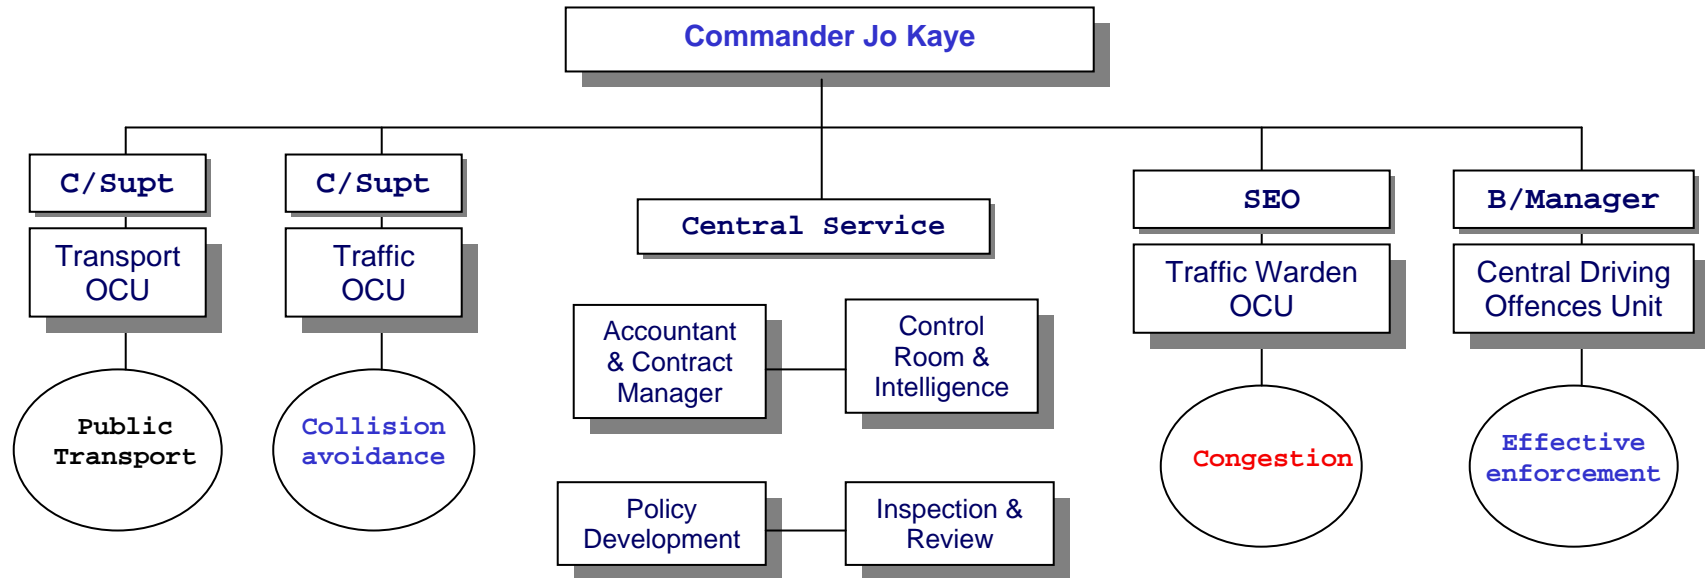 Commander Jo Kaye
C/Supt
Transport
OCU
Public
Transport
C/Supt
Traffic
OCU
Collision
avoidance
Central Service
Accountant
& Contract
Manager
Control
Room &
Intelligence
Policy
Development
Inspection &
Review
SEO
Traffic Warden
OCU
Congestion
B/Manager
Central Driving
Offences Unit
Effective
enforcement